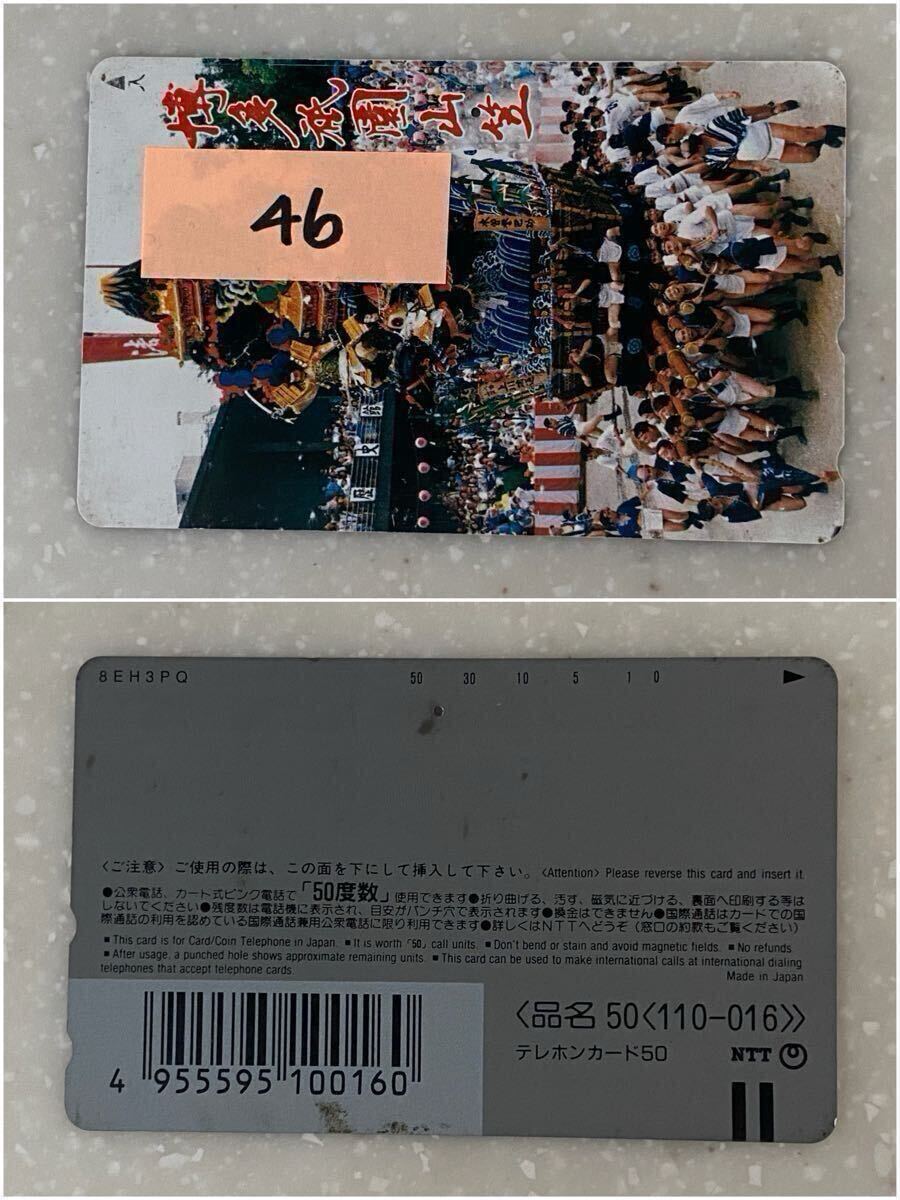 博多祇園山笠
46
木曽義仲
歴史館
8EH3PQ
50 30 10 5 1 0
〈ご注意〉ご使用の際は、この面を下にして挿入して下さい。〈Attention〉Please reverse this card and insert it.
●公衆電話、カード式ピンク電話で「50度数」使用できます●折り曲げる、汚す、磁気に近づける、裏面へ印刷する等は
しないでください●残度数は電話機に表示され、目安がパンチ穴で表示されます●換金はできません●国際通話はカードでの国
際通話の利用を認めている国際通話兼用公衆電話に限り利用できます●詳しくはNTTへどうぞ(窓口の約款もご覧ください)
■This card is for Card/Coin Telephone in Japan. ■It is worth「50」call units. ■Don't bend or stain and avoid magnetic fields. ■No refunds.
■After usage, a punched hole shows approximate remaining units. ■This card can be used to make international calls at international dialing
telephones that accept telephone cards.
Made in Japan
〈品名 50〈110-016〉〉
テレホンカード50 NTT
4 955595 100160